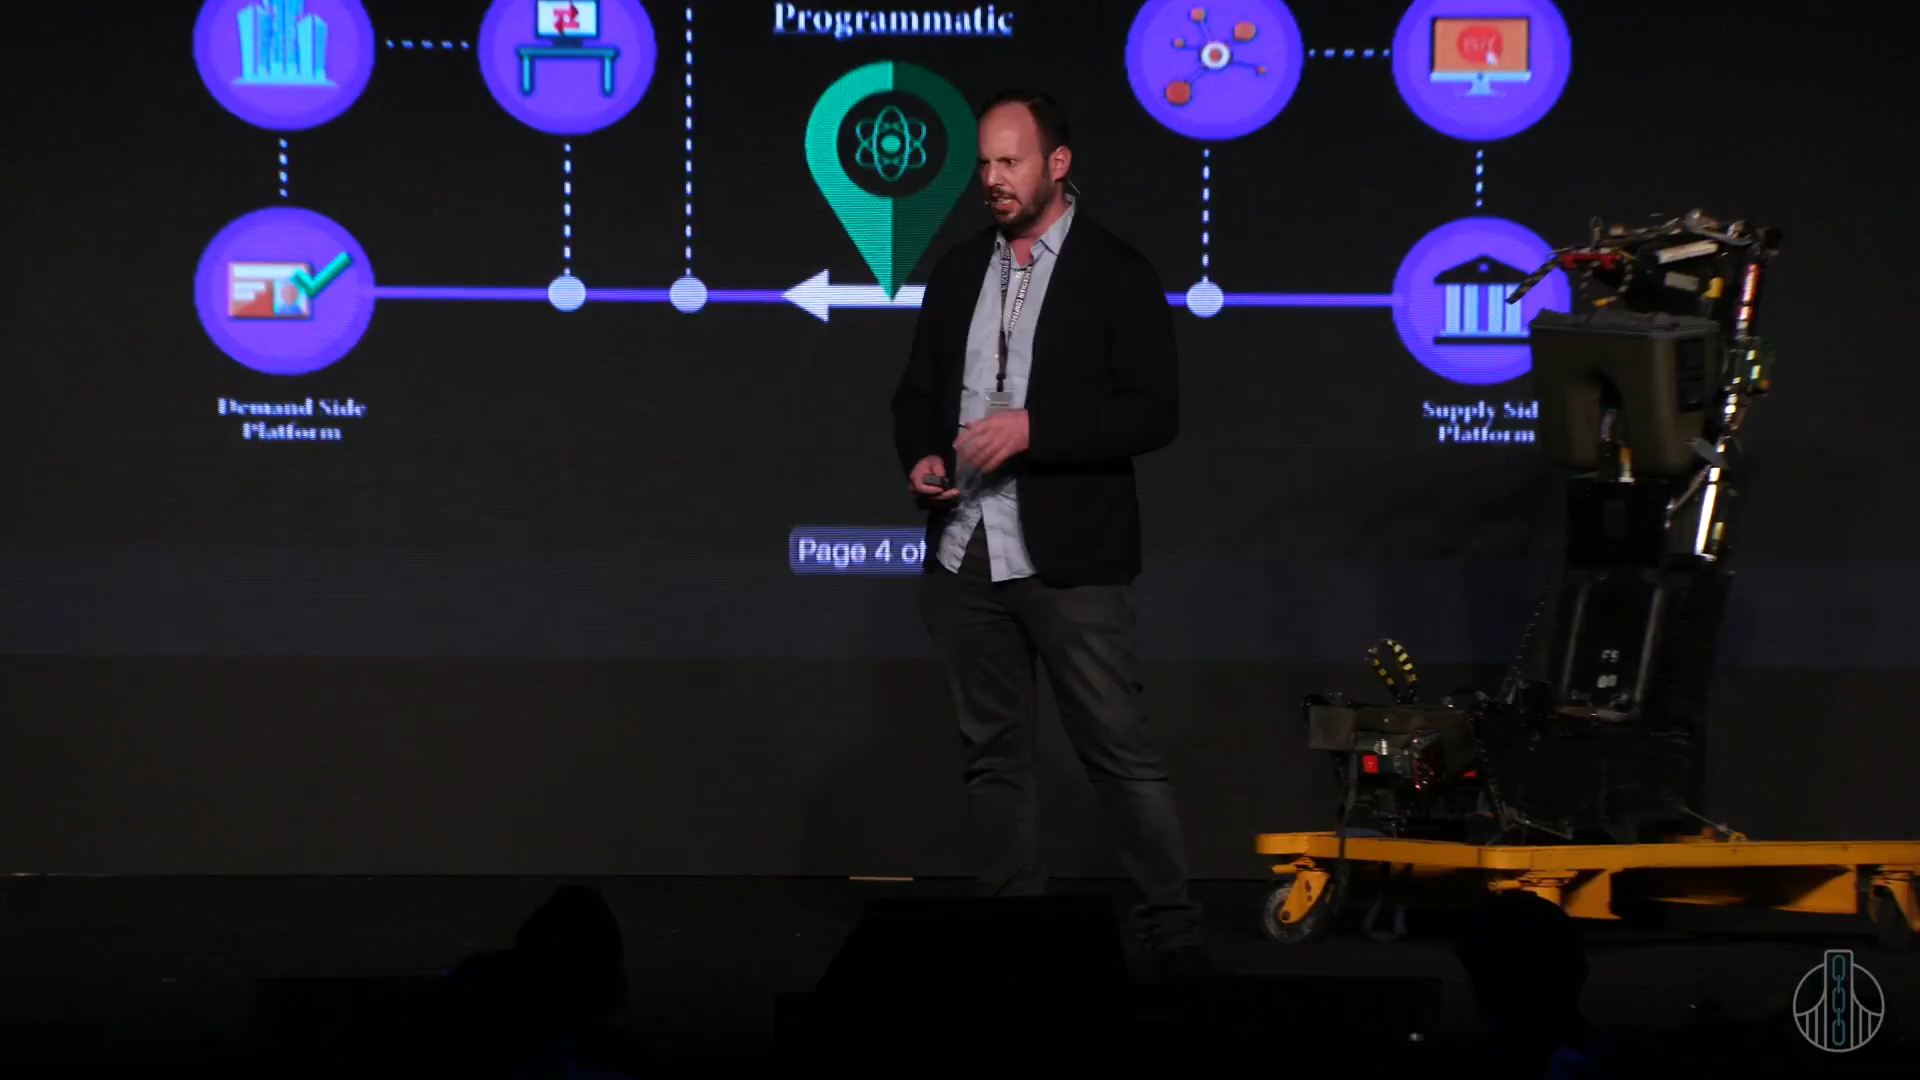 Programmatic
Demand Side
Platform
Supply Sid
Platform
Page 4 of